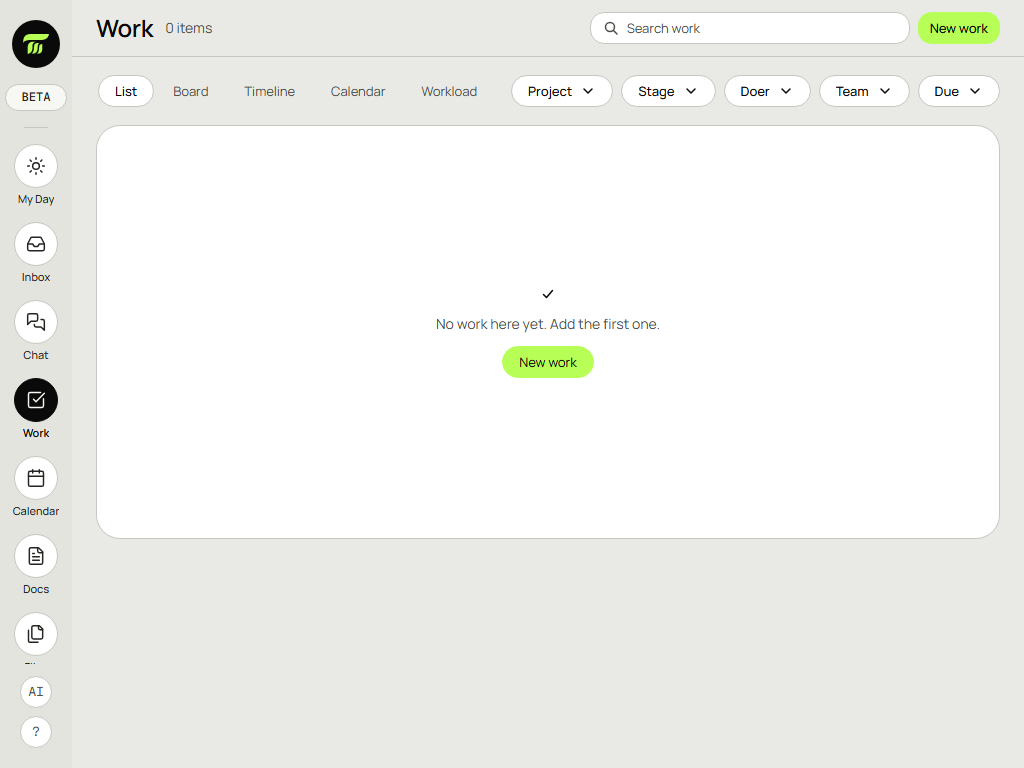 Work 0 items
Search work
New work
BETA
List Board Timeline Calendar Workload
Project Stage Doer Team Due
My Day
Inbox
Chat
Work
Calendar
Docs
No work here yet. Add the first one.
New work
AI
?